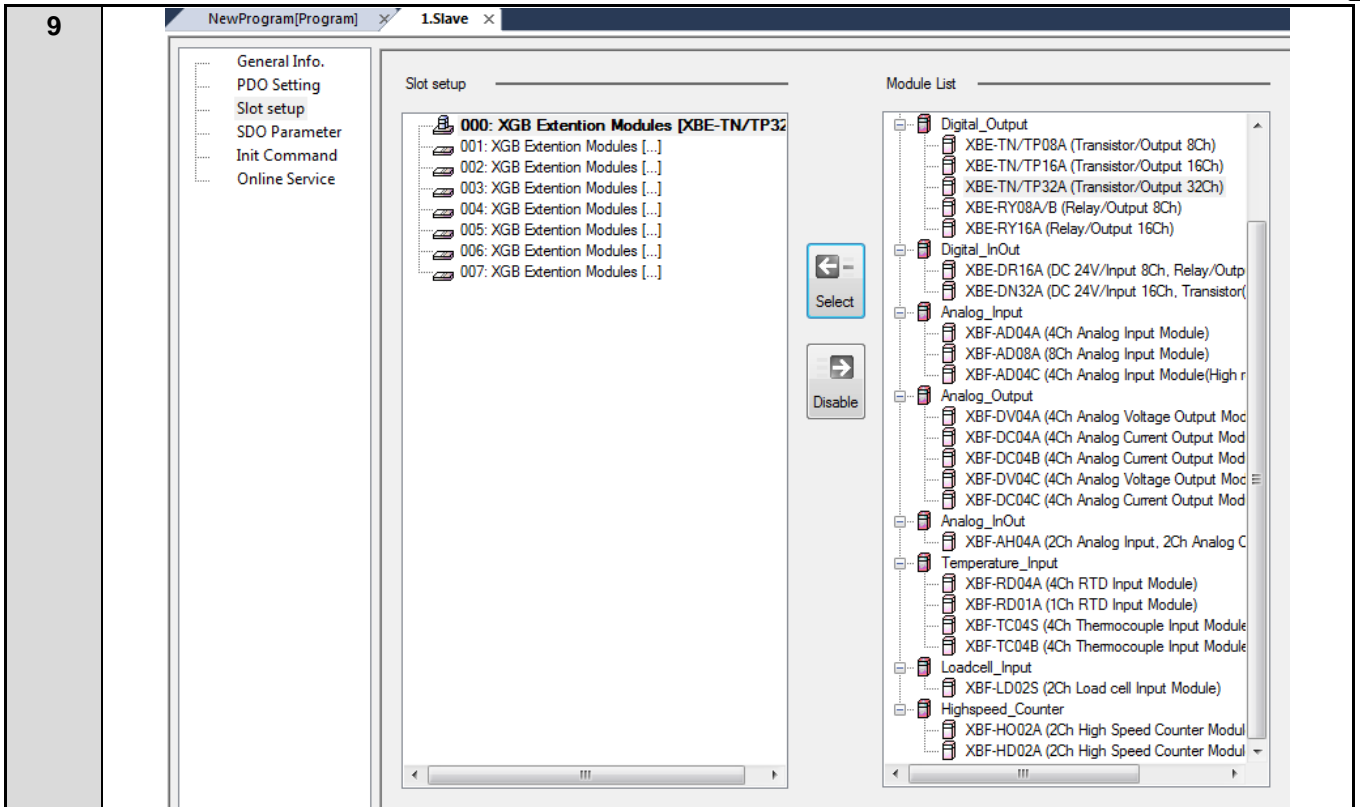 9
NewProgram[Program]
1.Slave
General Info.
PDO Setting
Slot setup
SDO Parameter
Init Command
Online Service
Slot setup
000: XGB Extention Modules [XBE-TN/TP32
001: XGB Extention Modules [...]
002: XGB Extention Modules [...]
003: XGB Extention Modules [...]
004: XGB Extention Modules [...]
005: XGB Extention Modules [...]
006: XGB Extention Modules [...]
007: XGB Extention Modules [...]
Select
Disable
Module List
Digital_Output
XBE-TN/TP08A (Transistor/Output 8Ch)
XBE-TN/TP16A (Transistor/Output 16Ch)
XBE-TN/TP32A (Transistor/Output 32Ch)
XBE-RY08A/B (Relay/Output 8Ch)
XBE-RY16A (Relay/Output 16Ch)
Digital_InOut
XBE-DR16A (DC 24V/Input 8Ch, Relay/Outp
XBE-DN32A (DC 24V/Input 16Ch, Transistor(
Analog_Input
XBF-AD04A (4Ch Analog Input Module)
XBF-AD08A (8Ch Analog Input Module)
XBF-AD04C (4Ch Analog Input Module(High r
Analog_Output
XBF-DV04A (4Ch Analog Voltage Output Mod
XBF-DC04A (4Ch Analog Current Output Mod
XBF-DC04B (4Ch Analog Current Output Mod
XBF-DV04C (4Ch Analog Voltage Output Mod
XBF-DC04C (4Ch Analog Current Output Mod
Analog_InOut
XBF-AH04A (2Ch Analog Input, 2Ch Analog C
Temperature_Input
XBF-RD04A (4Ch RTD Input Module)
XBF-RD01A (1Ch RTD Input Module)
XBF-TC04S (4Ch Thermocouple Input Module
XBF-TC04B (4Ch Thermocouple Input Module
Loadcell_Input
XBF-LD02S (2Ch Load cell Input Module)
Highspeed_Counter
XBF-HO02A (2Ch High Speed Counter Modul
XBF-HD02A (2Ch High Speed Counter Modul